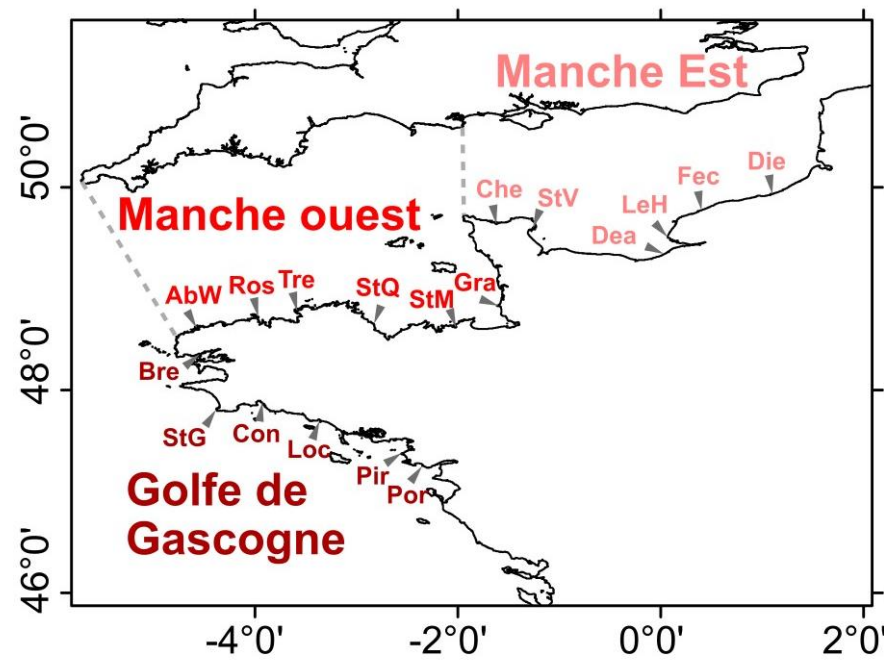 Manche Est
50°0'
Die
Fec
Che
StV
LeH
Manche ouest
Dea
Gra
Tre
StQ
Ros
StM
AbW
48°0'
Bre
StG
Con
Loc
Pir
Por
Golfe de
Gascogne
46°0'
-4°0'
-2°0'
0°0'
2°0'